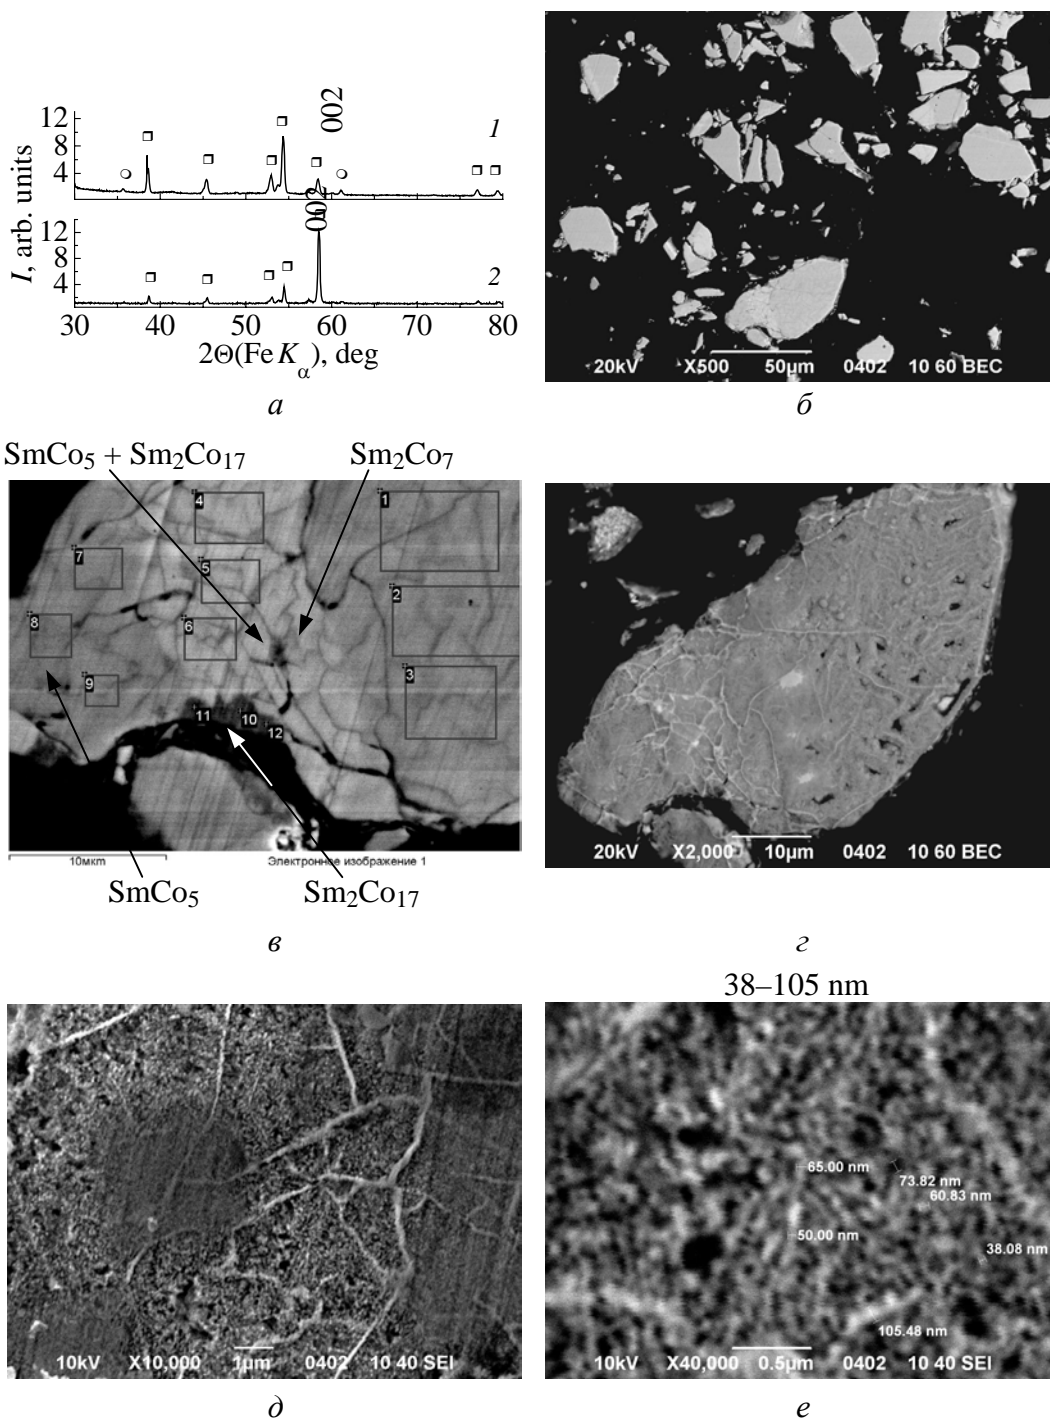 002
12
8
4
1
I, arb. units
002
12
8
4
2
30 40 50 60 70 80
2Θ(Fe Kα), deg
20kV X500 50µm 0402 10 60 BEC
а
б
SmCo5 + Sm2Co17
Sm2Co7
4
1
7
5
2
8
6
3
9
11
10
12
10мкм
Электронное изображение 1
SmCo5
Sm2Co17
20kV X2,000 10µm 0402 10 60 BEC
в
г
38–105 nm
10kV X10,000 1µm 0402 10 40 SEI
65.00 nm
73.82 nm
60.83 nm
50.00 nm
38.08 nm
105.48 nm
10kV X40,000 0.5µm 0402 10 40 SEI
д
е